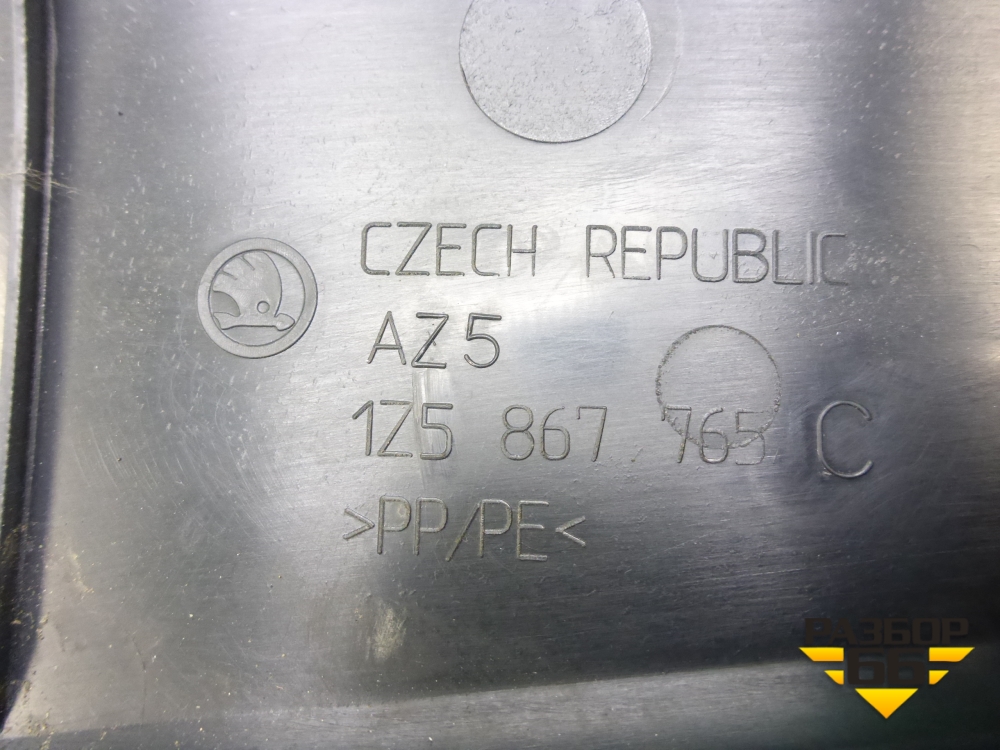 CZECH REPUBLIC
AZ5
1Z5 867 765 C
>PP/PE<
РАЗБОР
66